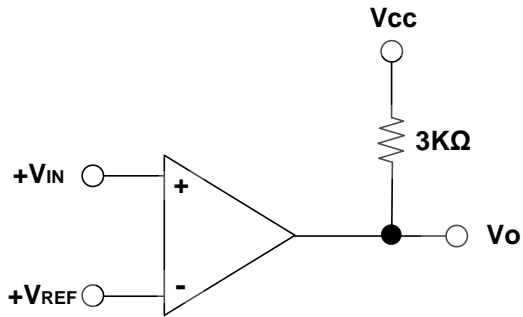 Vcc
3KΩ
+VIN
+
Vo
+VREF
-